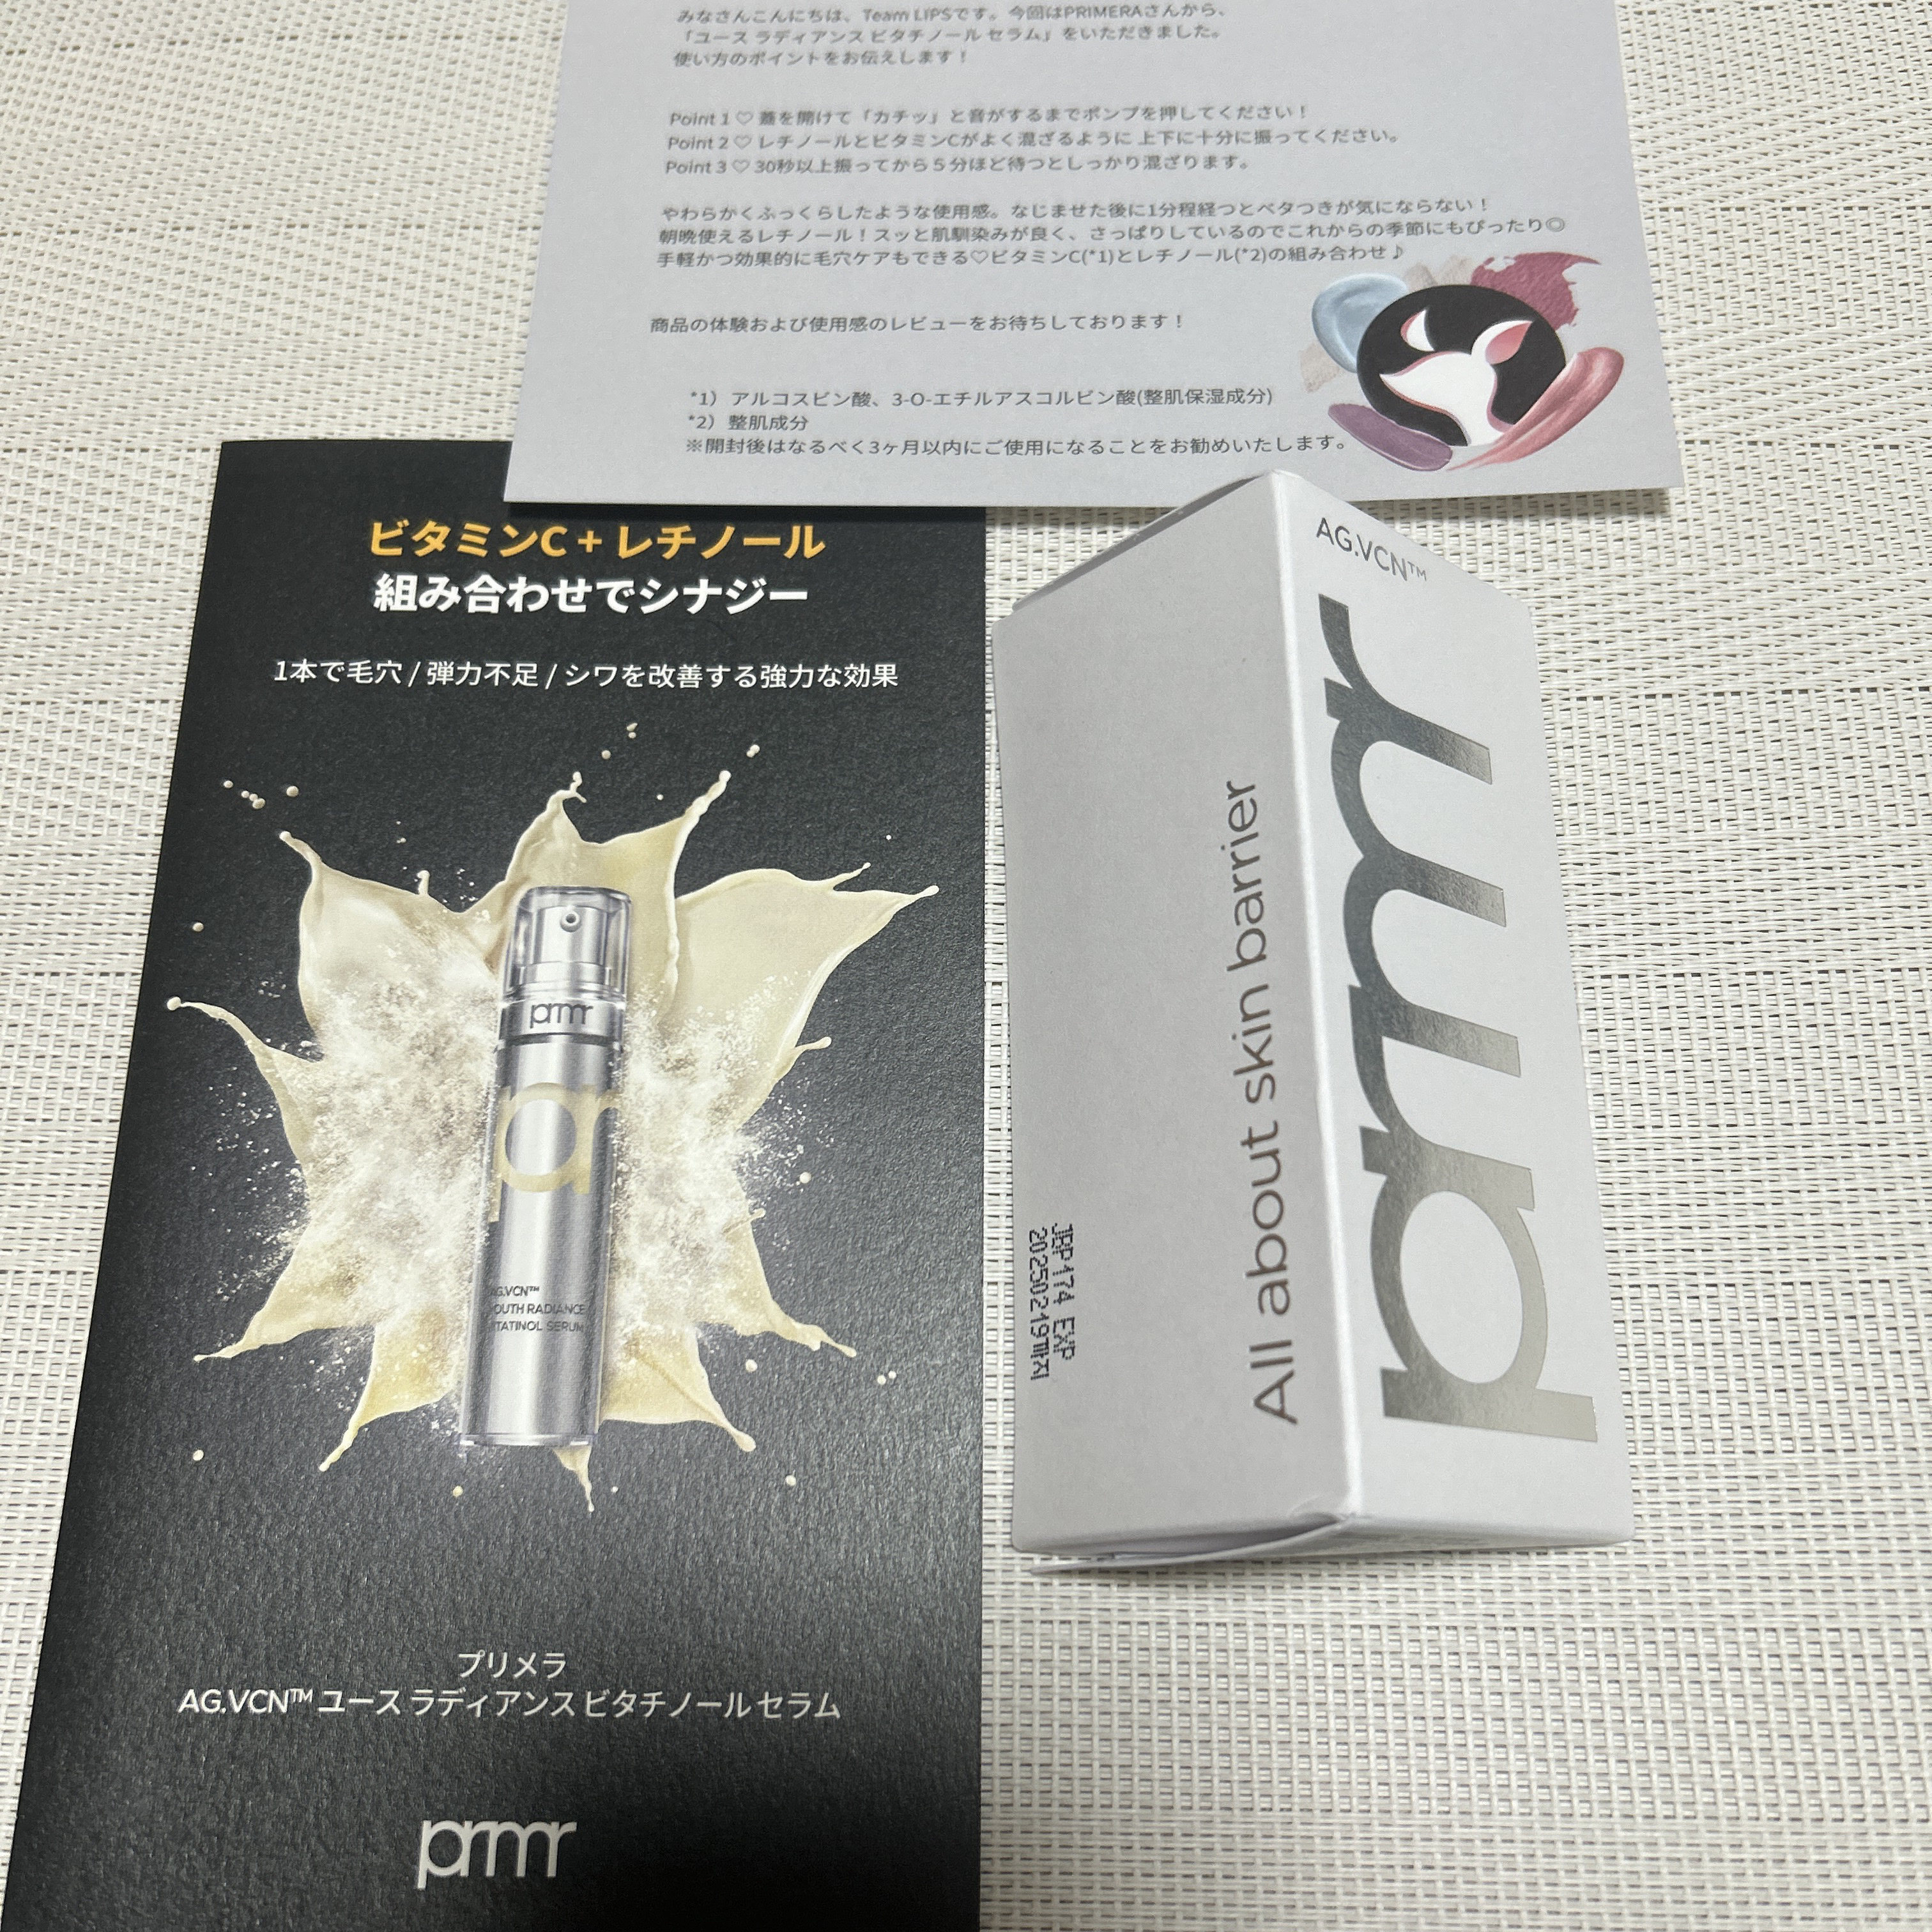 みなさんこんにちは、Team LIPSです。今回はPRIMERAさんから、
「ユース ラディアンス ビタチノール セラム」をいただきました。
使い方のポイントをお伝えします！
Point 1 ♡ 蓋を開けて「カチッ」と音がするまでポンプを押してください！
Point 2 ♡ レチノールとビタミンCがよく混ざるように 上下に十分に振ってください。
Point 3 ♡ 30秒以上振ってから５分ほど待つとしっかり混ざります。
やわらかくふっくらしたような使用感。なじませた後に1分程経つとベタつきが気にならない！
朝晩使えるレチノール！スッと肌馴染みが良く、さっぱりしているのでこれからの季節にもぴったり◎
手軽かつ効果的に毛穴ケアもできる♡ビタミンC(*1)とレチノール(*2)の組み合わせ♪
商品の体験および使用感のレビューをお待ちしております！
*1）アルコスビン酸、3-O-エチルアスコルビン酸(整肌保湿成分)
*2）整肌成分
※開封後はなるべく3ヶ月以内にご使用になることをお勧めいたします。
ビタミンC + レチノール
組み合わせでシナジー
1本で毛穴 / 弾力不足 / シワを改善する強力な効果
prmr
AG.VCN™
OUTH RADIANCE
TATINOL SERUM
プリメラ
AG.VCN™ ユース ラディアンス ビタチノール セラム
prmr
AG.VCN™
prmr
All about skin barrier
EXP
20250219까지